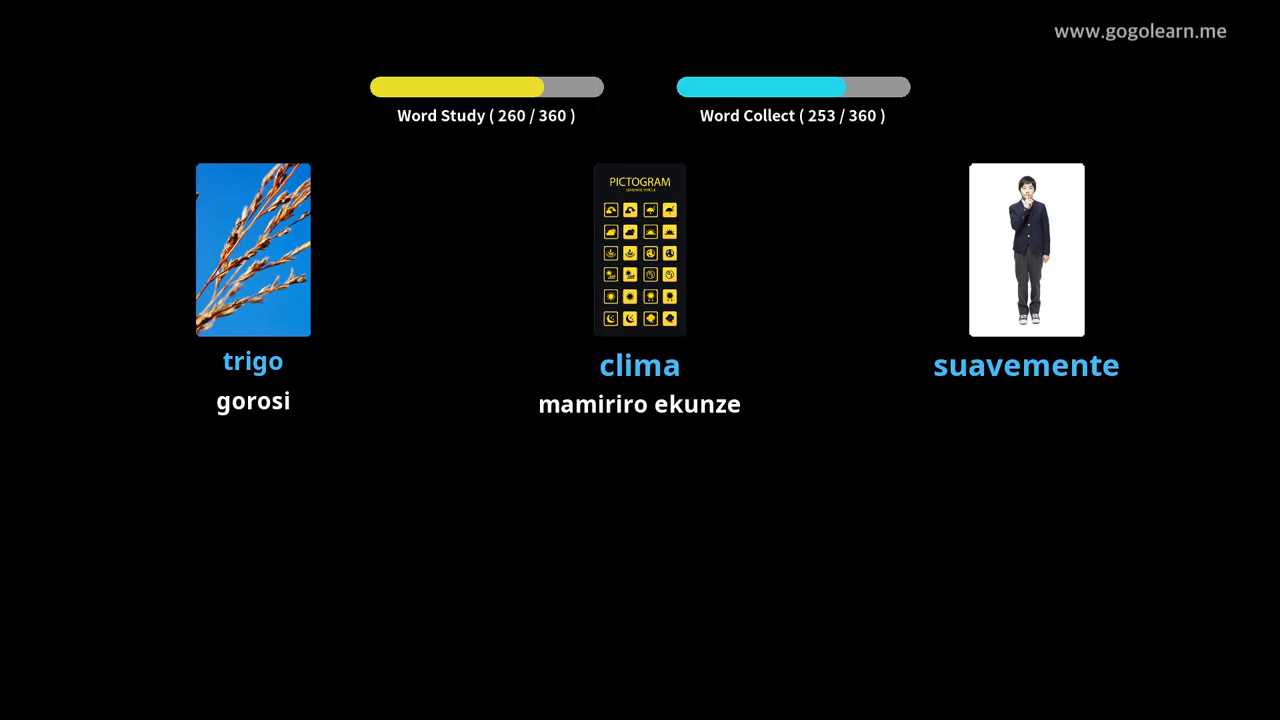 www.gogolearn.me
Word Study ( 260 / 360 )
Word Collect ( 253 / 360 )
PICTOGRAM
trigo
gorosi
clima
mamiriro ekunze
suavemente